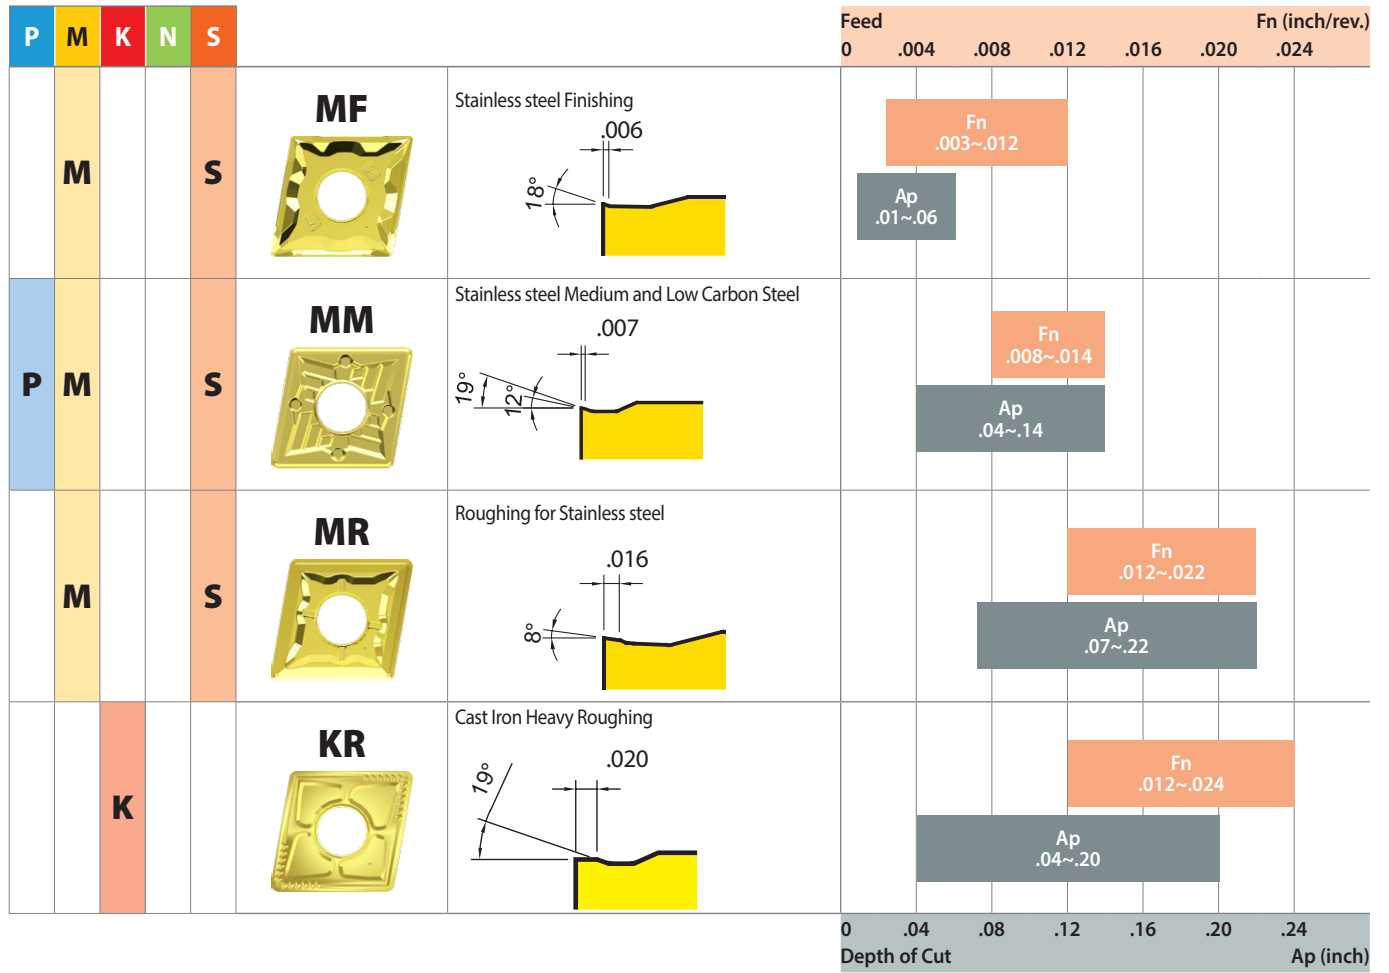 P M K N S
Feed Fn (inch/rev.)
0 .004 .008 .012 .016 .020 .024
M S
MF
Stainless steel Finishing
.006
18°
Fn
.003~.012
Ap
.01~.06
P M S
MM
Stainless steel Medium and Low Carbon Steel
.007
19°
12°
Fn
.008~.014
Ap
.04~.14
M S
MR
Roughing for Stainless steel
.016
8°
Fn
.012~.022
Ap
.07~.22
K
KR
Cast Iron Heavy Roughing
.020
19°
Fn
.012~.024
Ap
.04~.20
0 .04 .08 .12 .16 .20 .24
Depth of Cut Ap (inch)